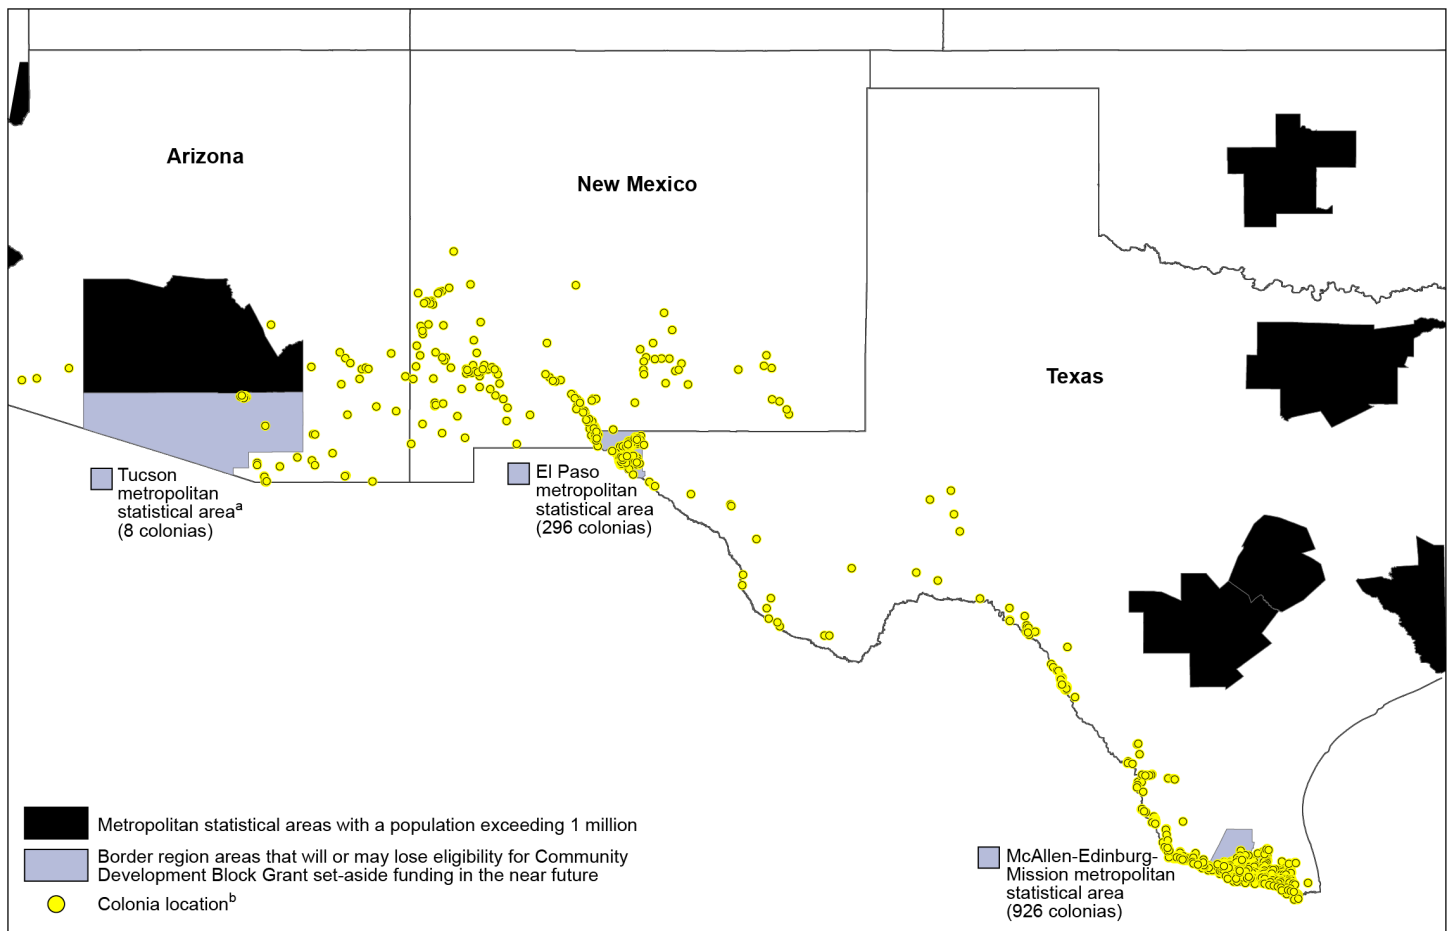 Arizona
New Mexico
Texas
Tucson
metropolitan
statistical areaa
(8 colonias)
El Paso
metropolitan
statistical area
(296 colonias)
McAllen-Edinburg-
Mission metropolitan
statistical area
(926 colonias)
Metropolitan statistical areas with a population exceeding 1 million
Border region areas that will or may lose eligibility for Community
Development Block Grant set-aside funding in the near future
Colonia locationb